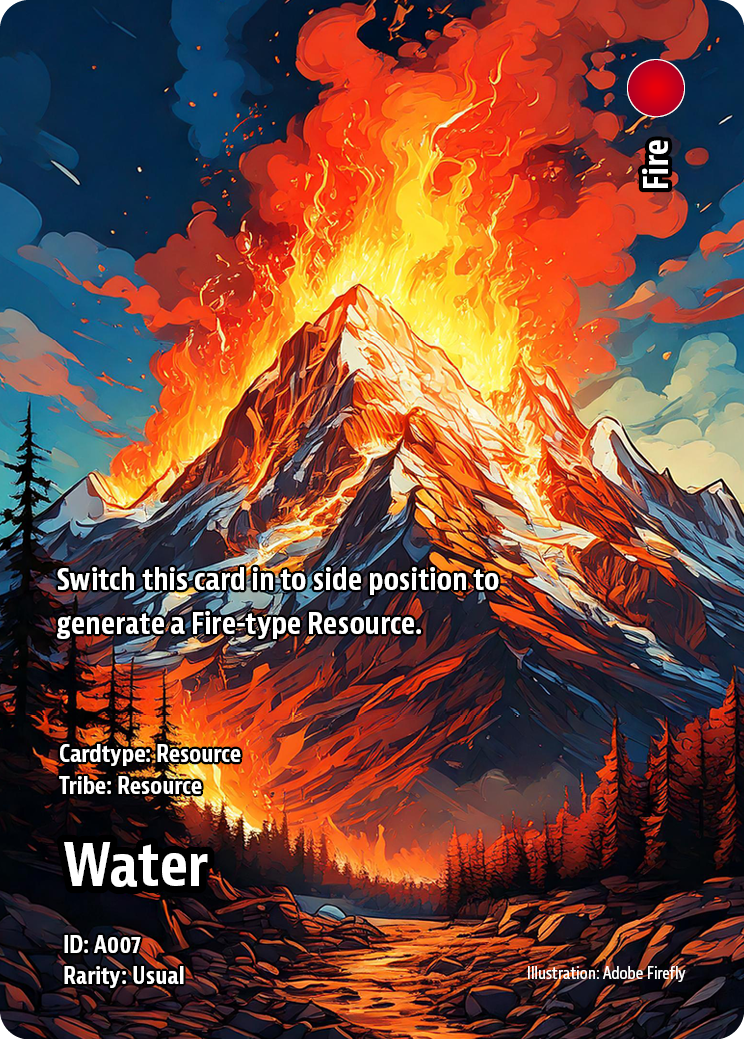 Fire
Switch this card in to side position to
generate a Fire-type Resource.
Cardtype: Resource
Tribe: Resource
Water
ID: A007
Rarity: Usual
Illustration: Adobe Firefly